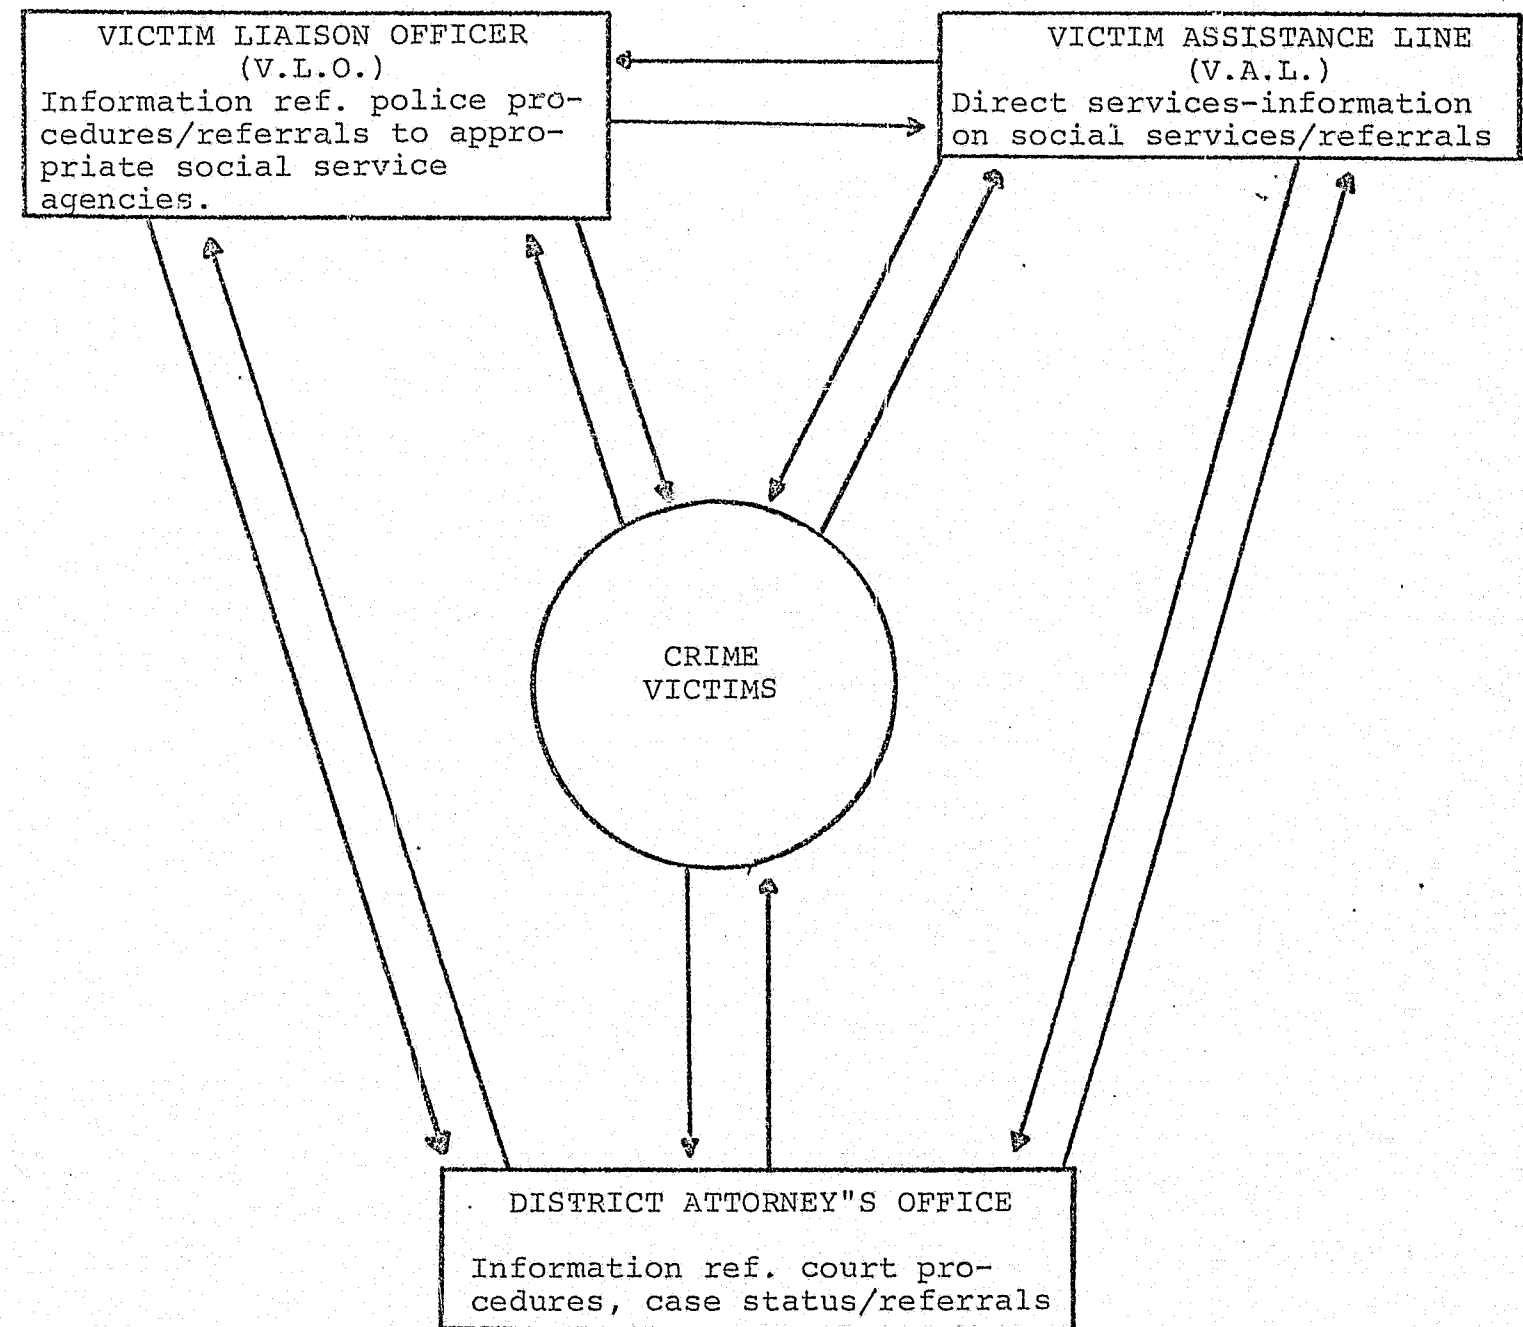 VICTIM LIAISON OFFICER
(V.L.O.)
Information ref. police pro-
cedures/referrals to appro-
priate social service
agencies.
VICTIM ASSISTANCE LINE
(V.A.L.)
Direct services-information
on social services/referrals
CRIME
VICTIMS
DISTRICT ATTORNEY"S OFFICE
Information ref. court pro-
cedures, case status/referrals